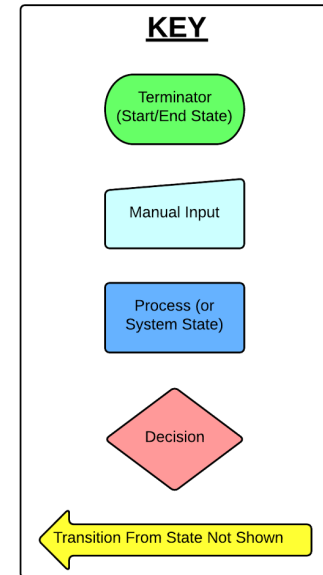 KEY
Terminator
(Start/End State)
Manual Input
Process (or
System State)
Decision
Transition From State Not Shown